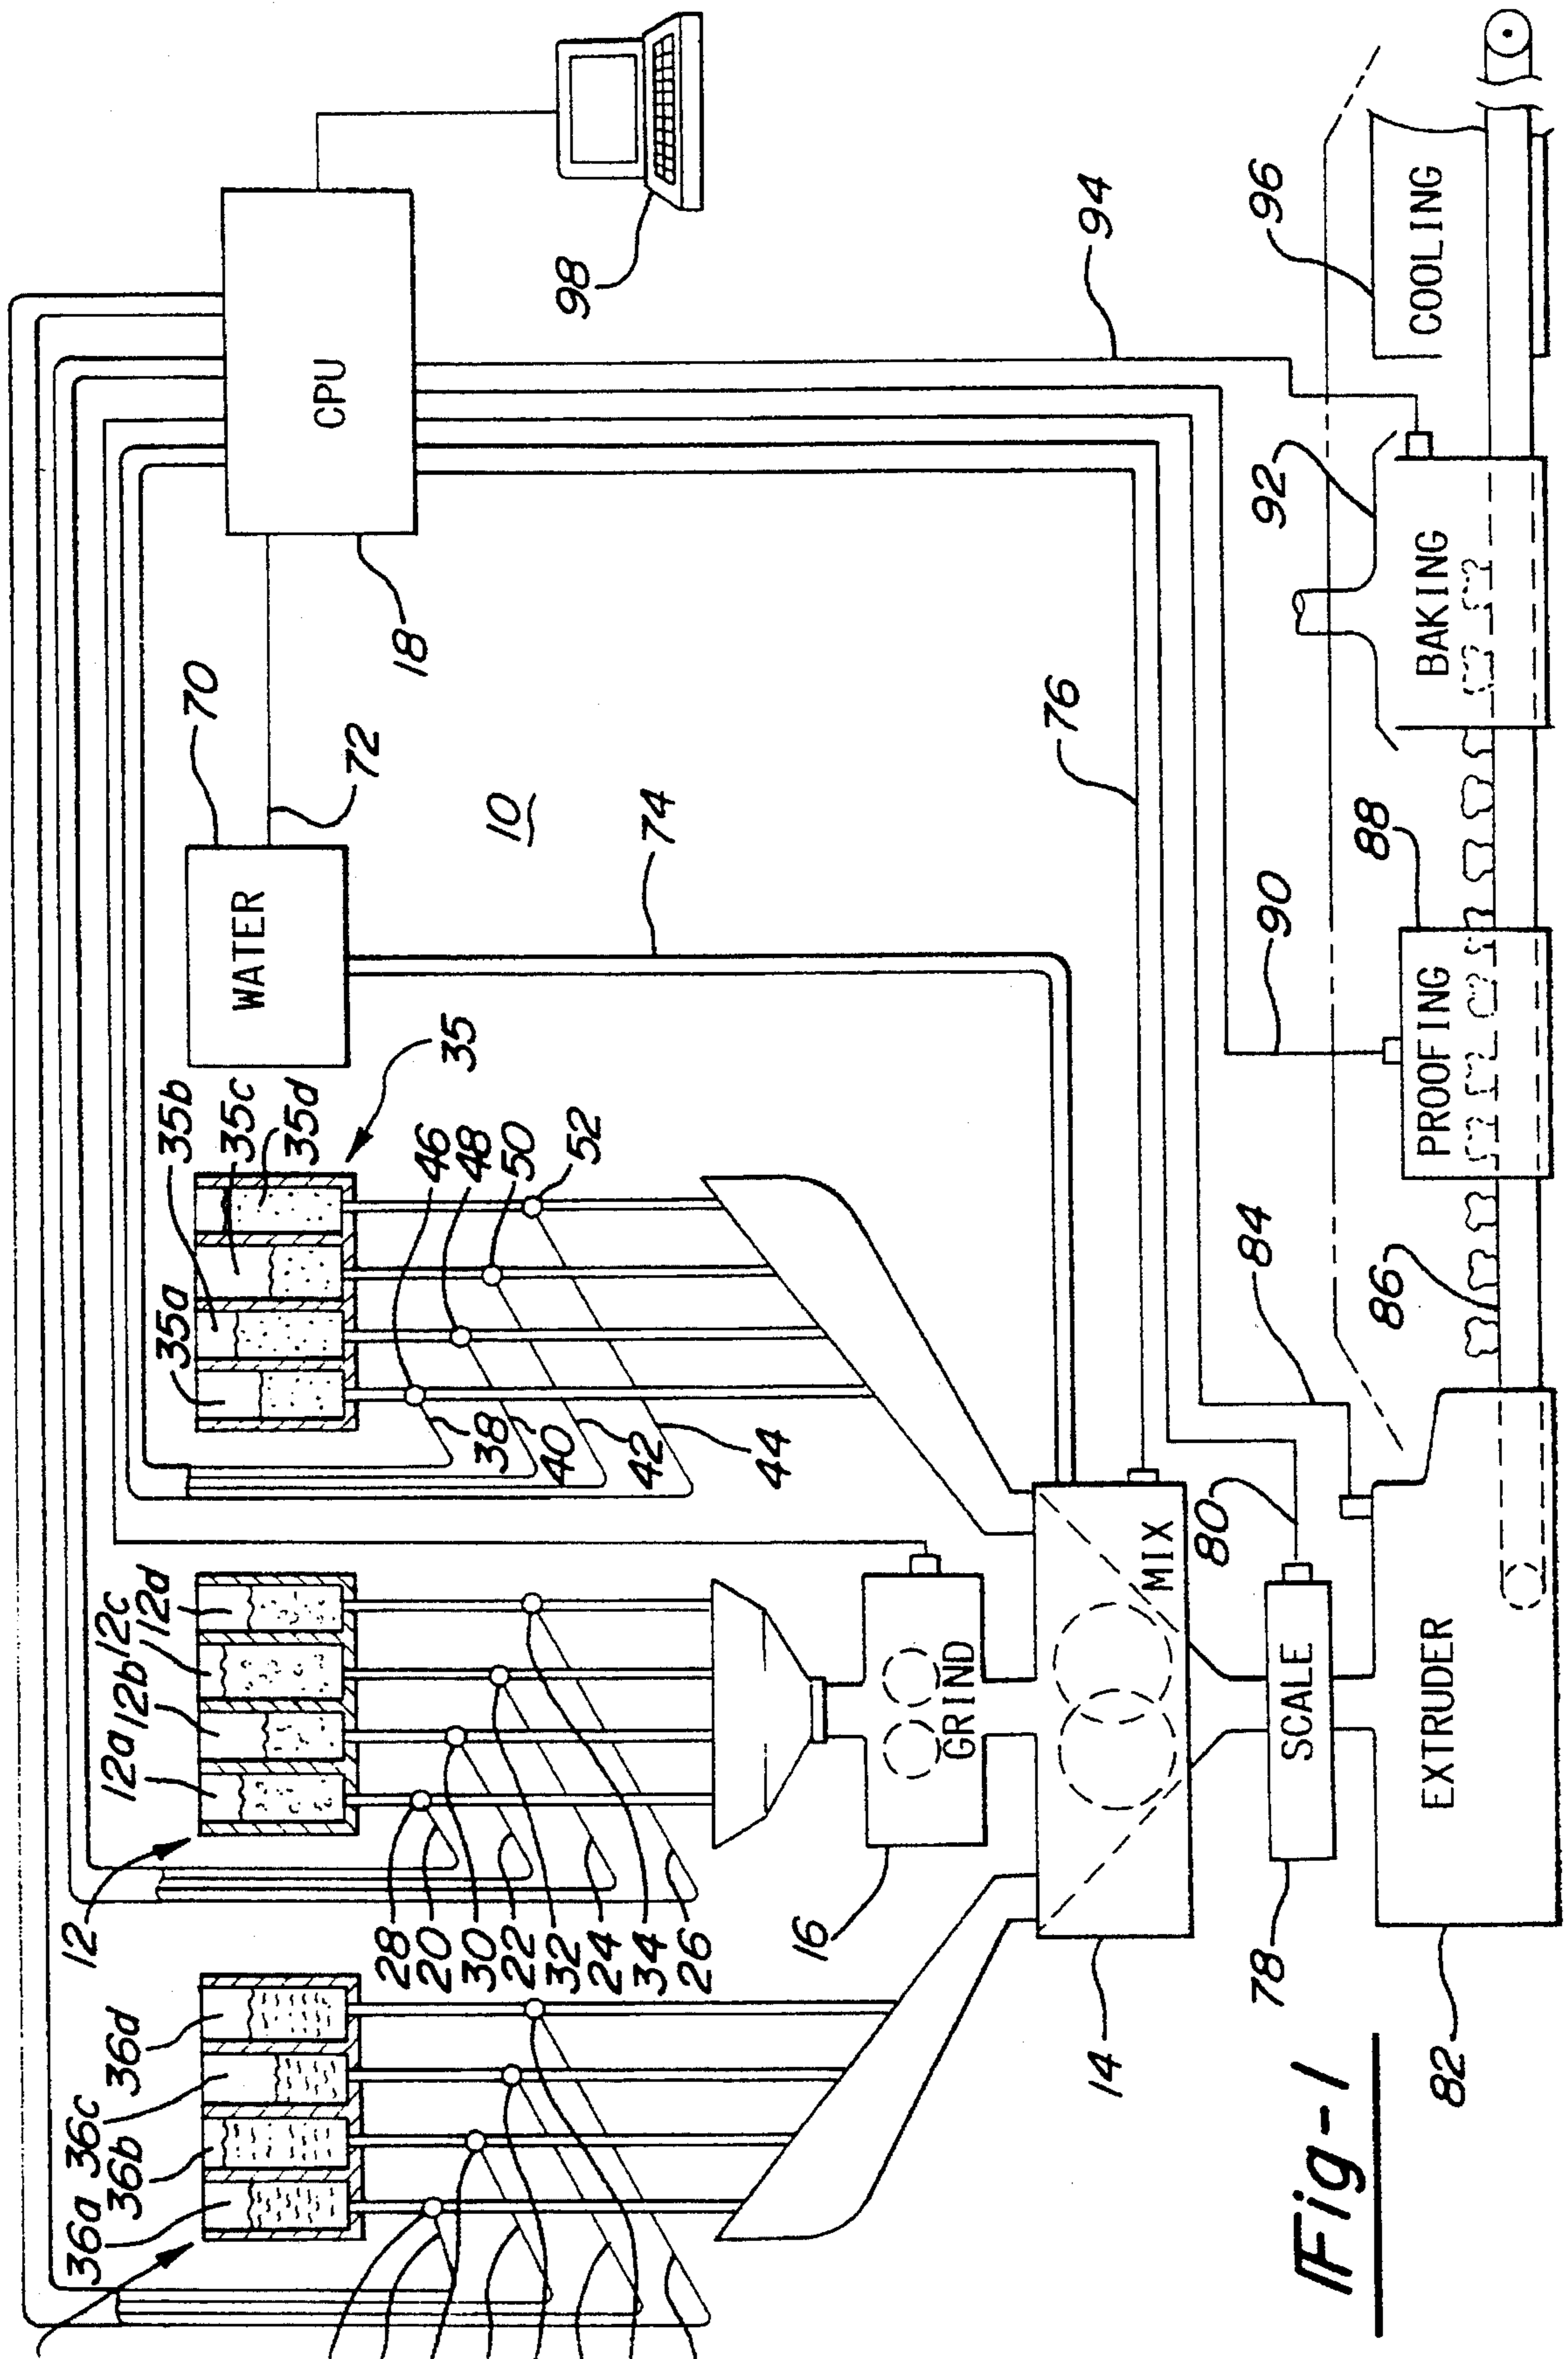 36a
36b
36c
36d
12
12a
12b
12c
12d
35a
35b
35c
35d
35
WATER
70
72
CPU
18
98
28
20
30
22
32
24
34
26
38
40
42
44
46
48
50
52
10
74
76
94
16
GRIND
14
MIX
78
SCALE
80
84
82
EXTRUDER
86
PROOFING
88
90
BAKING
92
COOLING
96
Fig-1